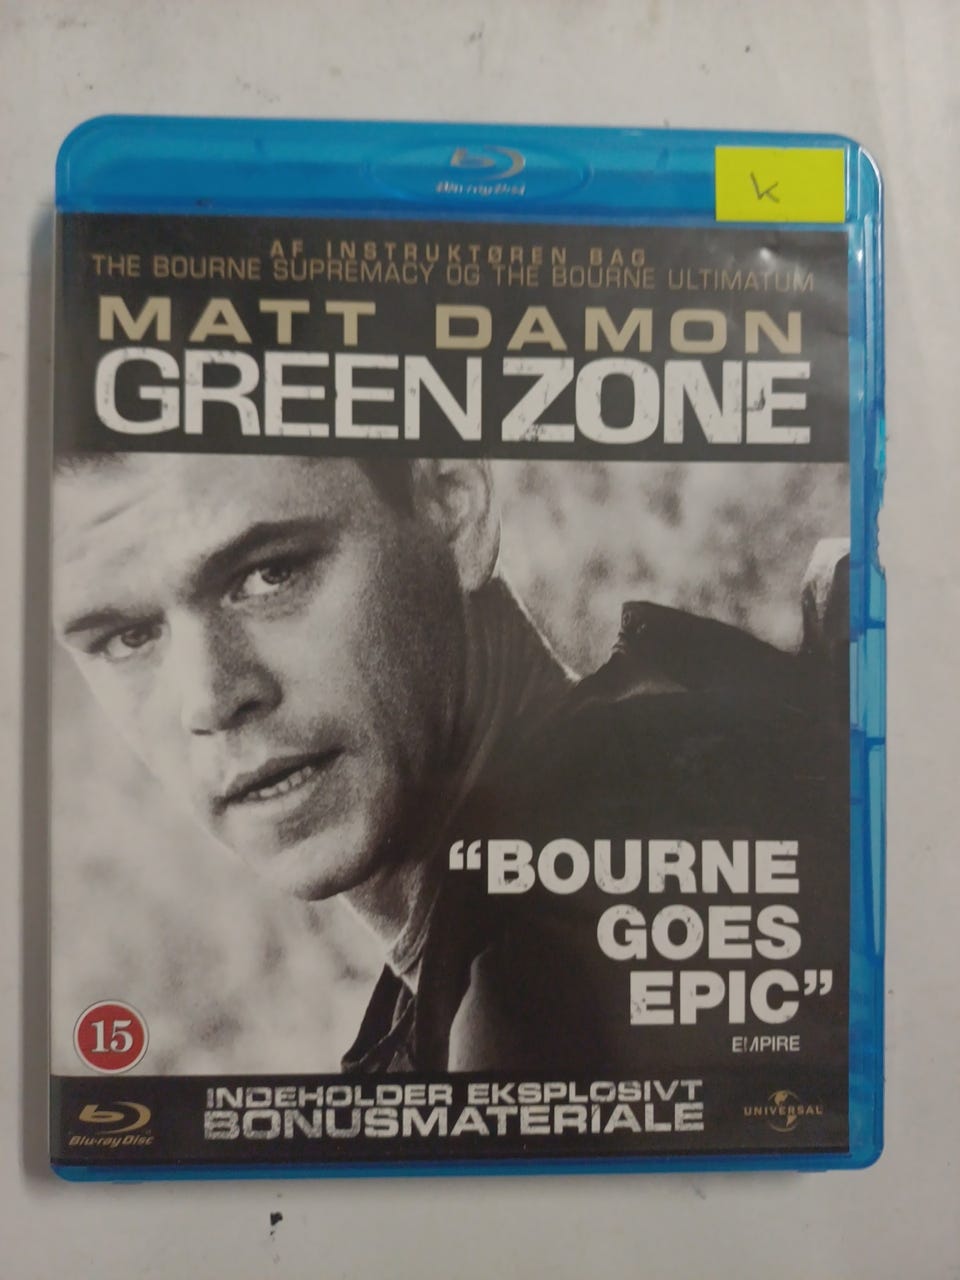 Blu-ray Disc
k
AF INSTRUKTØREN BAG
THE BOURNE SUPREMACY OG THE BOURNE ULTIMATUM
MATT DAMON
GREEN ZONE
“BOURNE
GOES
EPIC”
EMPIRE
15
INDEHOLDER EKSPLOSIVT
BONUSMATERIALE
Blu-ray Disc
UNIVERSAL